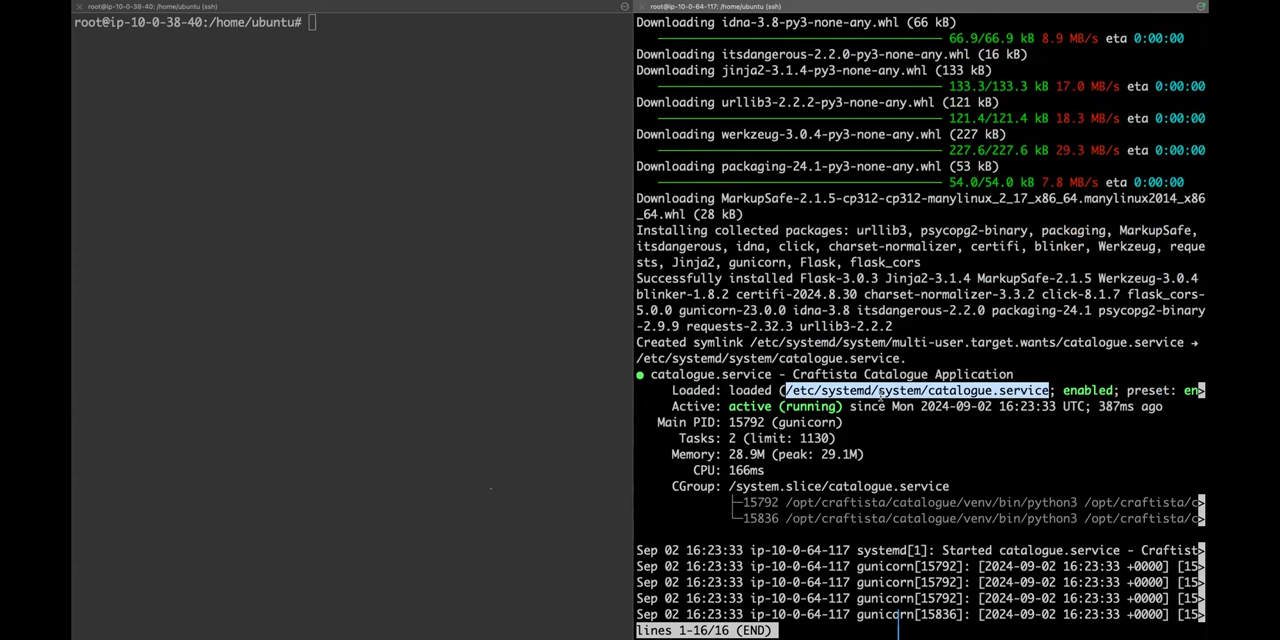 root@ip-10-0-38-40: /home/ubuntu (ssh)
root@ip-10-0-38-40:/home/ubuntu#
root@ip-10-0-64-117: /home/ubuntu (ssh)
Downloading idna-3.8-py3-none-any.whl (66 kB)
66.9/66.9 kB 8.9 MB/s eta 0:00:00
Downloading itsdangerous-2.2.0-py3-none-any.whl (16 kB)
Downloading jinja2-3.1.4-py3-none-any.whl (133 kB)
133.3/133.3 kB 17.0 MB/s eta 0:00:00
Downloading urllib3-2.2.2-py3-none-any.whl (121 kB)
121.4/121.4 kB 18.3 MB/s eta 0:00:00
Downloading werkzeug-3.0.4-py3-none-any.whl (227 kB)
227.6/227.6 kB 29.3 MB/s eta 0:00:00
Downloading packaging-24.1-py3-none-any.whl (53 kB)
54.0/54.0 kB 7.8 MB/s eta 0:00:00
Downloading MarkupSafe-2.1.5-cp312-cp312-manylinux_2_17_x86_64.manylinux2014_x86
_64.whl (28 kB)
Installing collected packages: urllib3, psycopg2-binary, packaging, MarkupSafe,
itsdangerous, idna, click, charset-normalizer, certifi, blinker, Werkzeug, reque
sts, Jinja2, gunicorn, Flask, flask_cors
Successfully installed Flask-3.0.3 Jinja2-3.1.4 MarkupSafe-2.1.5 Werkzeug-3.0.4
blinker-1.8.2 certifi-2024.8.30 charset-normalizer-3.3.2 click-8.1.7 flask_cors-
5.0.0 gunicorn-23.0.0 idna-3.8 itsdangerous-2.2.0 packaging-24.1 psycopg2-binary
-2.9.9 requests-2.32.3 urllib3-2.2.2
Created symlink /etc/systemd/system/multi-user.target.wants/catalogue.service →
/etc/systemd/system/catalogue.service.
● catalogue.service - Craftista Catalogue Application
Loaded: loaded (/etc/systemd/system/catalogue.service; enabled; preset: en>
Active: active (running) since Mon 2024-09-02 16:23:33 UTC; 387ms ago
Main PID: 15792 (gunicorn)
Tasks: 2 (limit: 1130)
Memory: 28.9M (peak: 29.1M)
CPU: 166ms
CGroup: /system.slice/catalogue.service
├─15792 /opt/craftista/catalogue/venv/bin/python3 /opt/craftista/c>
└─15836 /opt/craftista/catalogue/venv/bin/python3 /opt/craftista/c>
Sep 02 16:23:33 ip-10-0-64-117 systemd[1]: Started catalogue.service - Craftist>
Sep 02 16:23:33 ip-10-0-64-117 gunicorn[15792]: [2024-09-02 16:23:33 +0000] [15>
Sep 02 16:23:33 ip-10-0-64-117 gunicorn[15792]: [2024-09-02 16:23:33 +0000] [15>
Sep 02 16:23:33 ip-10-0-64-117 gunicorn[15792]: [2024-09-02 16:23:33 +0000] [15>
Sep 02 16:23:33 ip-10-0-64-117 gunicorn[15836]: [2024-09-02 16:23:33 +0000] [15>
lines 1-16/16 (END)